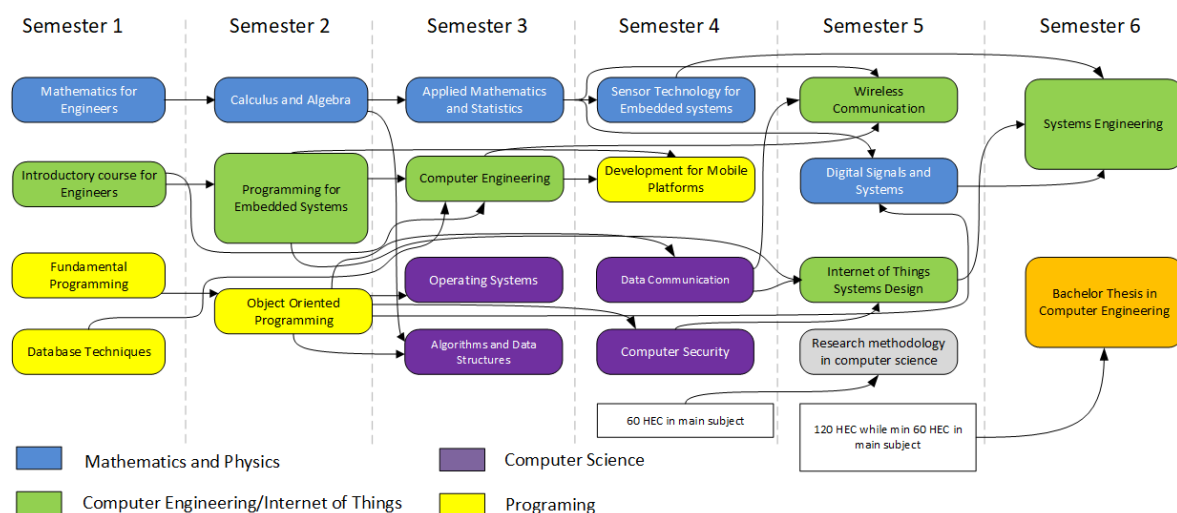 Semester 1
Semester 2
Semester 3
Semester 4
Semester 5
Semester 6
Mathematics for
Engineers
Calculus and Algebra
Applied Mathematics
and Statistics
Sensor Technology for
Embedded systems
Wireless
Communication
Systems Engineering
Introductory course for
Engineers
Programming for
Embedded Systems
Computer Engineering
Development for Mobile
Platforms
Digital Signals and
Systems
Fundamental
Programming
Object Oriented
Programming
Operating Systems
Data Communication
Internet of Things
Systems Design
Bachelor Thesis in
Computer Engineering
Database Techniques
Algorithms and Data
Structures
Computer Security
Research methodology
in computer science
60 HEC in main subject
120 HEC while min 60 HEC in
main subject
Mathematics and Physics
Computer Science
Computer Engineering/Internet of Things
Programing